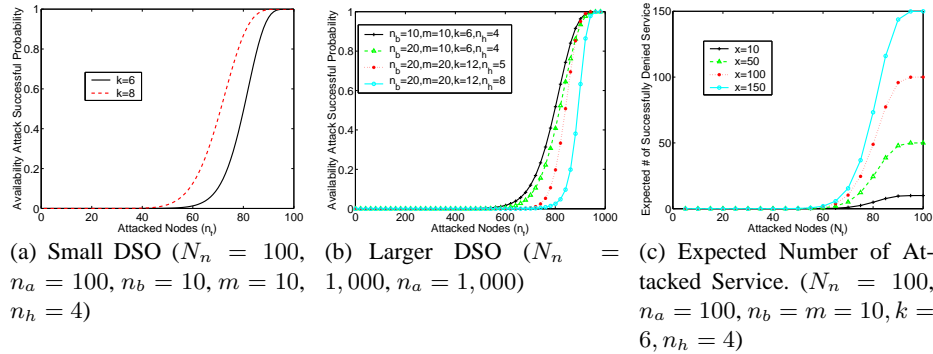 Availability Attack Successful Probability
1
0.8
0.6
0.4
0.2
0
k=6
k=8
0 20 40 60 80 100
Attacked Nodes (n_t)
(a) Small DSO (N_n = 100,
n_a = 100, n_b = 10, m = 10,
n_h = 4)
Availability Attack Successful Probability
1
0.8
0.6
0.4
0.2
0
n_b=10,m=10,k=6,n_h=4
n_b=20,m=10,k=6,n_h=4
n_b=20,m=20,k=12,n_h=5
n_b=20,m=20,k=12,n_h=8
0 200 400 600 800 1000
Attacked Nodes (n_t)
(b) Larger DSO (N_n =
1,000, n_a = 1,000)
Expected # of Successfully Denied Service
150
100
50
0
x=10
x=50
x=100
x=150
20 40 60 80 100
Attacked Nodes (N_t)
(c) Expected Number of At-
tacked Service. (N_n = 100,
n_a = 100, n_b = m = 10, k =
6, n_h = 4)